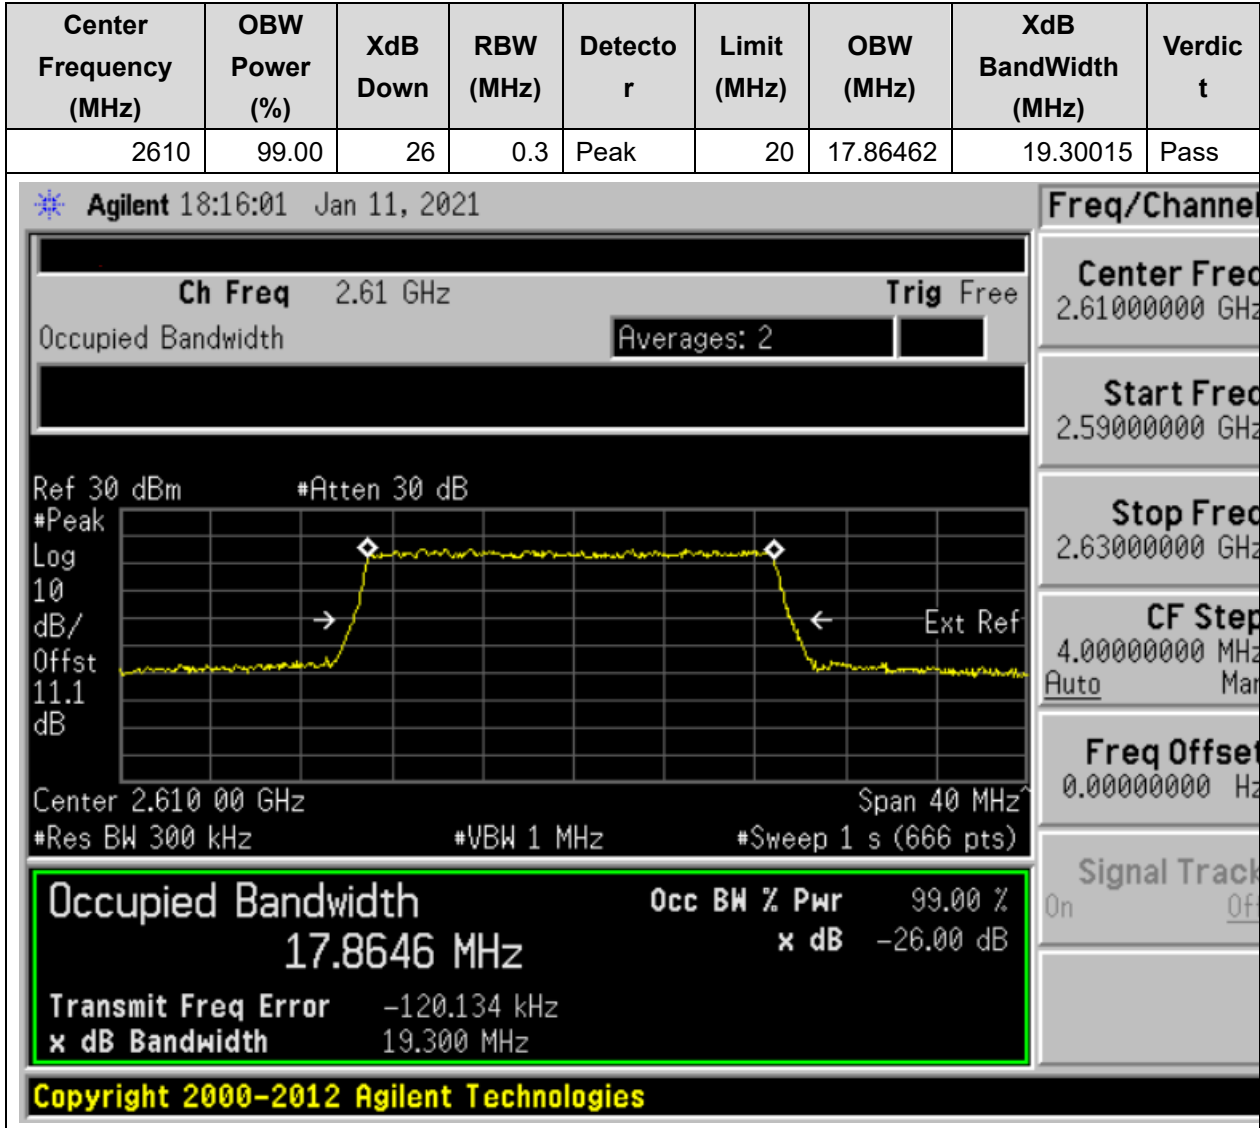 Center Frequency (MHz) OBW Power (%) XdB Down RBW (MHz) Detecto r Limit (MHz) OBW (MHz) XdB BandWidth (MHz) Verdic t
2610 99.00 26 0.3 Peak 20 17.86462 19.30015 Pass
Agilent 18:16:01 Jan 11, 2021
Freq/Channel
Ch Freq 2.61 GHz Trig Free
Occupied Bandwidth Averages: 2
Center Freq
2.61000000 GHz
Start Freq
2.59000000 GHz
Stop Freq
2.63000000 GHz
CF Step
4.00000000 MHz
Auto Man
Freq Offset
0.00000000 Hz
Signal Track
On Off
Ref 30 dBm #Atten 30 dB
#Peak
Log
10
dB/
Offst
11.1
dB
Ext Ref
Center 2.610 00 GHz Span 40 MHz^
#Res BW 300 kHz #VBW 1 MHz #Sweep 1 s (666 pts)
Occupied Bandwidth Occ BW % Pwr 99.00 %
17.8646 MHz x dB -26.00 dB
Transmit Freq Error -120.134 kHz
x dB Bandwidth 19.300 MHz
Copyright 2000-2012 Agilent Technologies